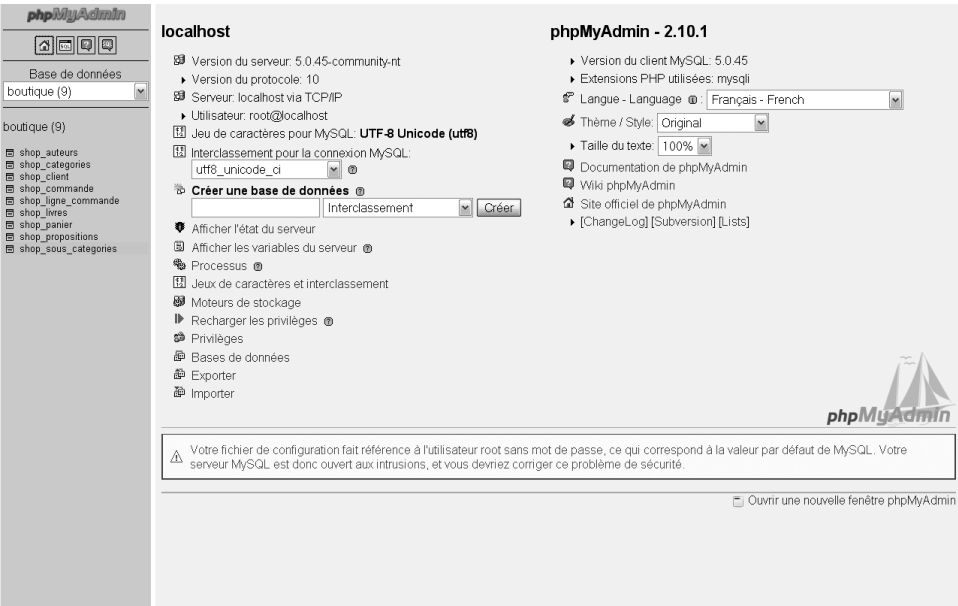 phpMyAdmin
Base de données
boutique (9)
boutique (9)
shop_auteurs
shop_categories
shop_client
shop_commande
shop_ligne_commande
shop_livres
shop_panier
shop_propositions
shop_sous_categories
localhost
Version du serveur: 5.0.45-community-nt
Version du protocole: 10
Serveur: localhost via TCP/IP
Utilisateur: root@localhost
Jeu de caractères pour MySQL: UTF-8 Unicode (utf8)
Interclassement pour la connexion MySQL:
utf8_unicode_ci
Créer une base de données
Interclassement Créer
Afficher l'état du serveur
Afficher les variables du serveur
Processus
Jeux de caractères et interclassement
Moteurs de stockage
Recharger les privilèges
Privilèges
Bases de données
Exporter
Importer
phpMyAdmin - 2.10.1
Version du client MySQL: 5.0.45
Extensions PHP utilisées: mysqli
Langue - Language : Français - French
Thème / Style: Original
Taille du texte: 100%
Documentation de phpMyAdmin
Wiki phpMyAdmin
Site officiel de phpMyAdmin
[ChangeLog] [Subversion] [Lists]
phpMyAdmin
Votre fichier de configuration fait référence à l'utilisateur root sans mot de passe, ce qui correspond à la valeur par défaut de MySQL. Votre
serveur MySQL est donc ouvert aux intrusions, et vous devriez corriger ce problème de sécurité.
Ouvrir une nouvelle fenêtre phpMyAdmin